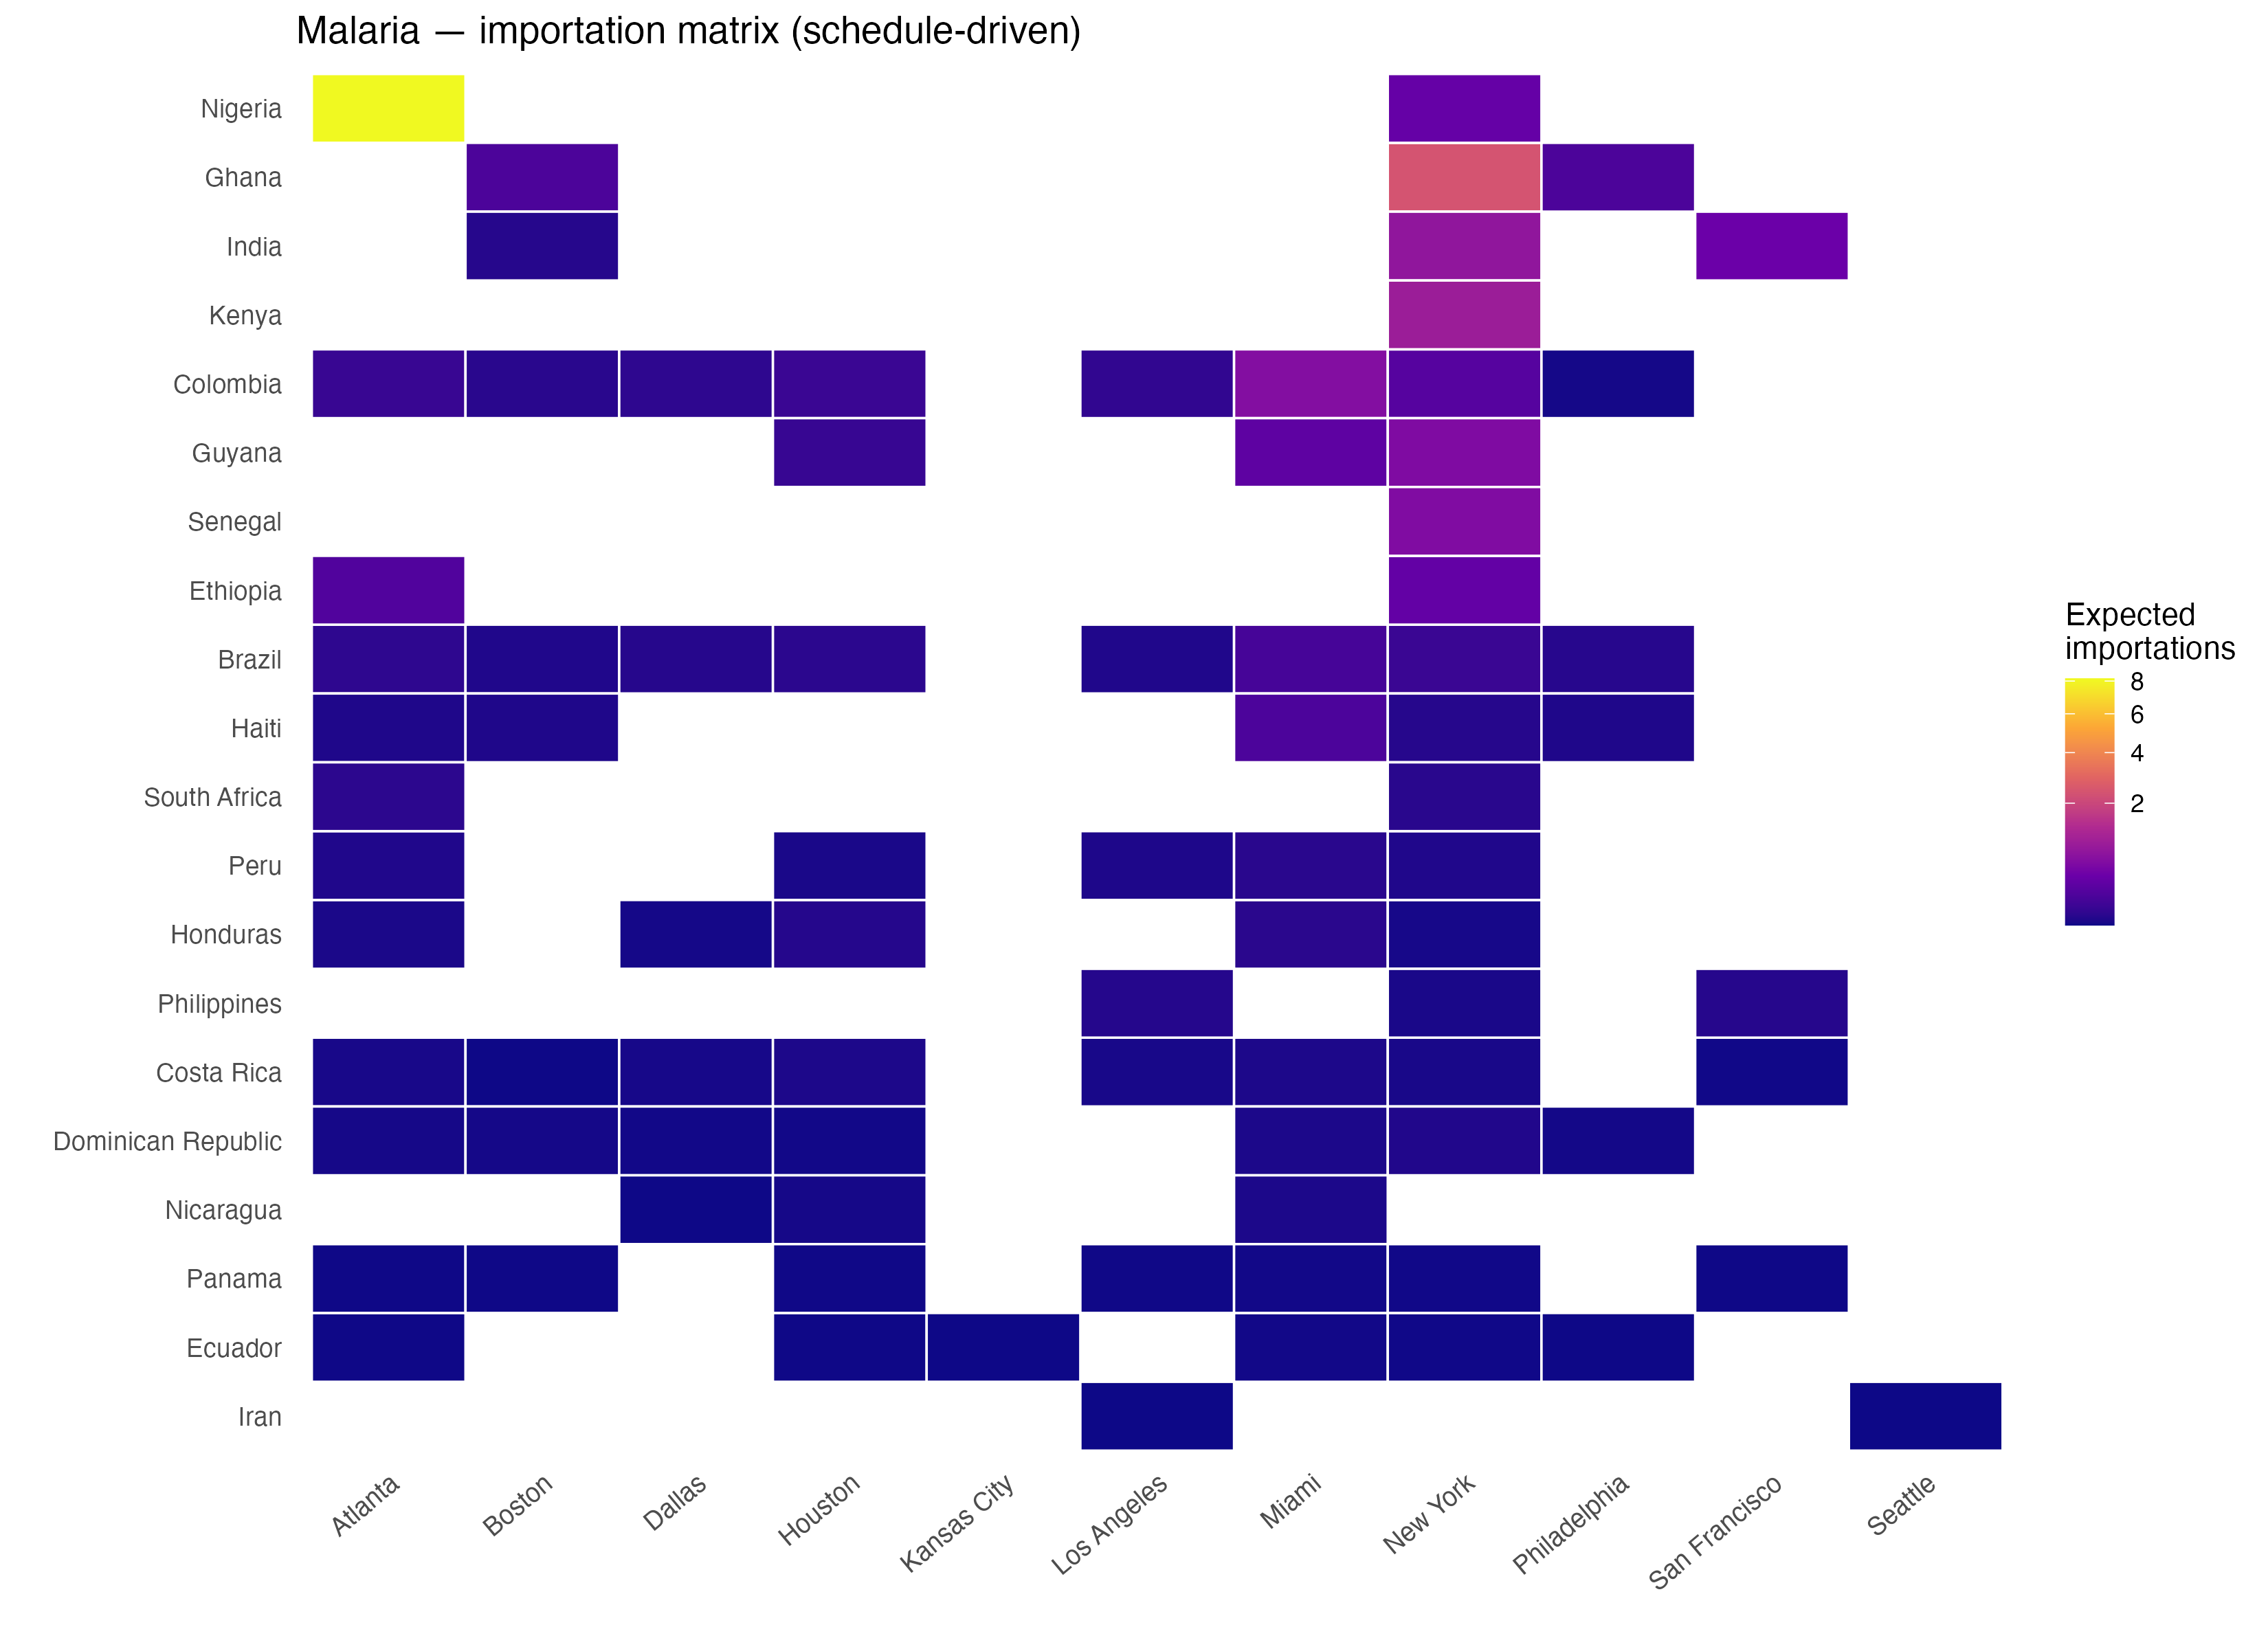 Malaria — importation matrix (schedule-driven)
Nigeria
Ghana
India
Kenya
Colombia
Guyana
Senegal
Ethiopia
Brazil
Haiti
South Africa
Peru
Honduras
Philippines
Costa Rica
Dominican Republic
Nicaragua
Panama
Ecuador
Iran
Atlanta
Boston
Dallas
Houston
Kansas City
Los Angeles
Miami
New York
Philadelphia
San Francisco
Seattle
Expected
importations
8
6
4
2